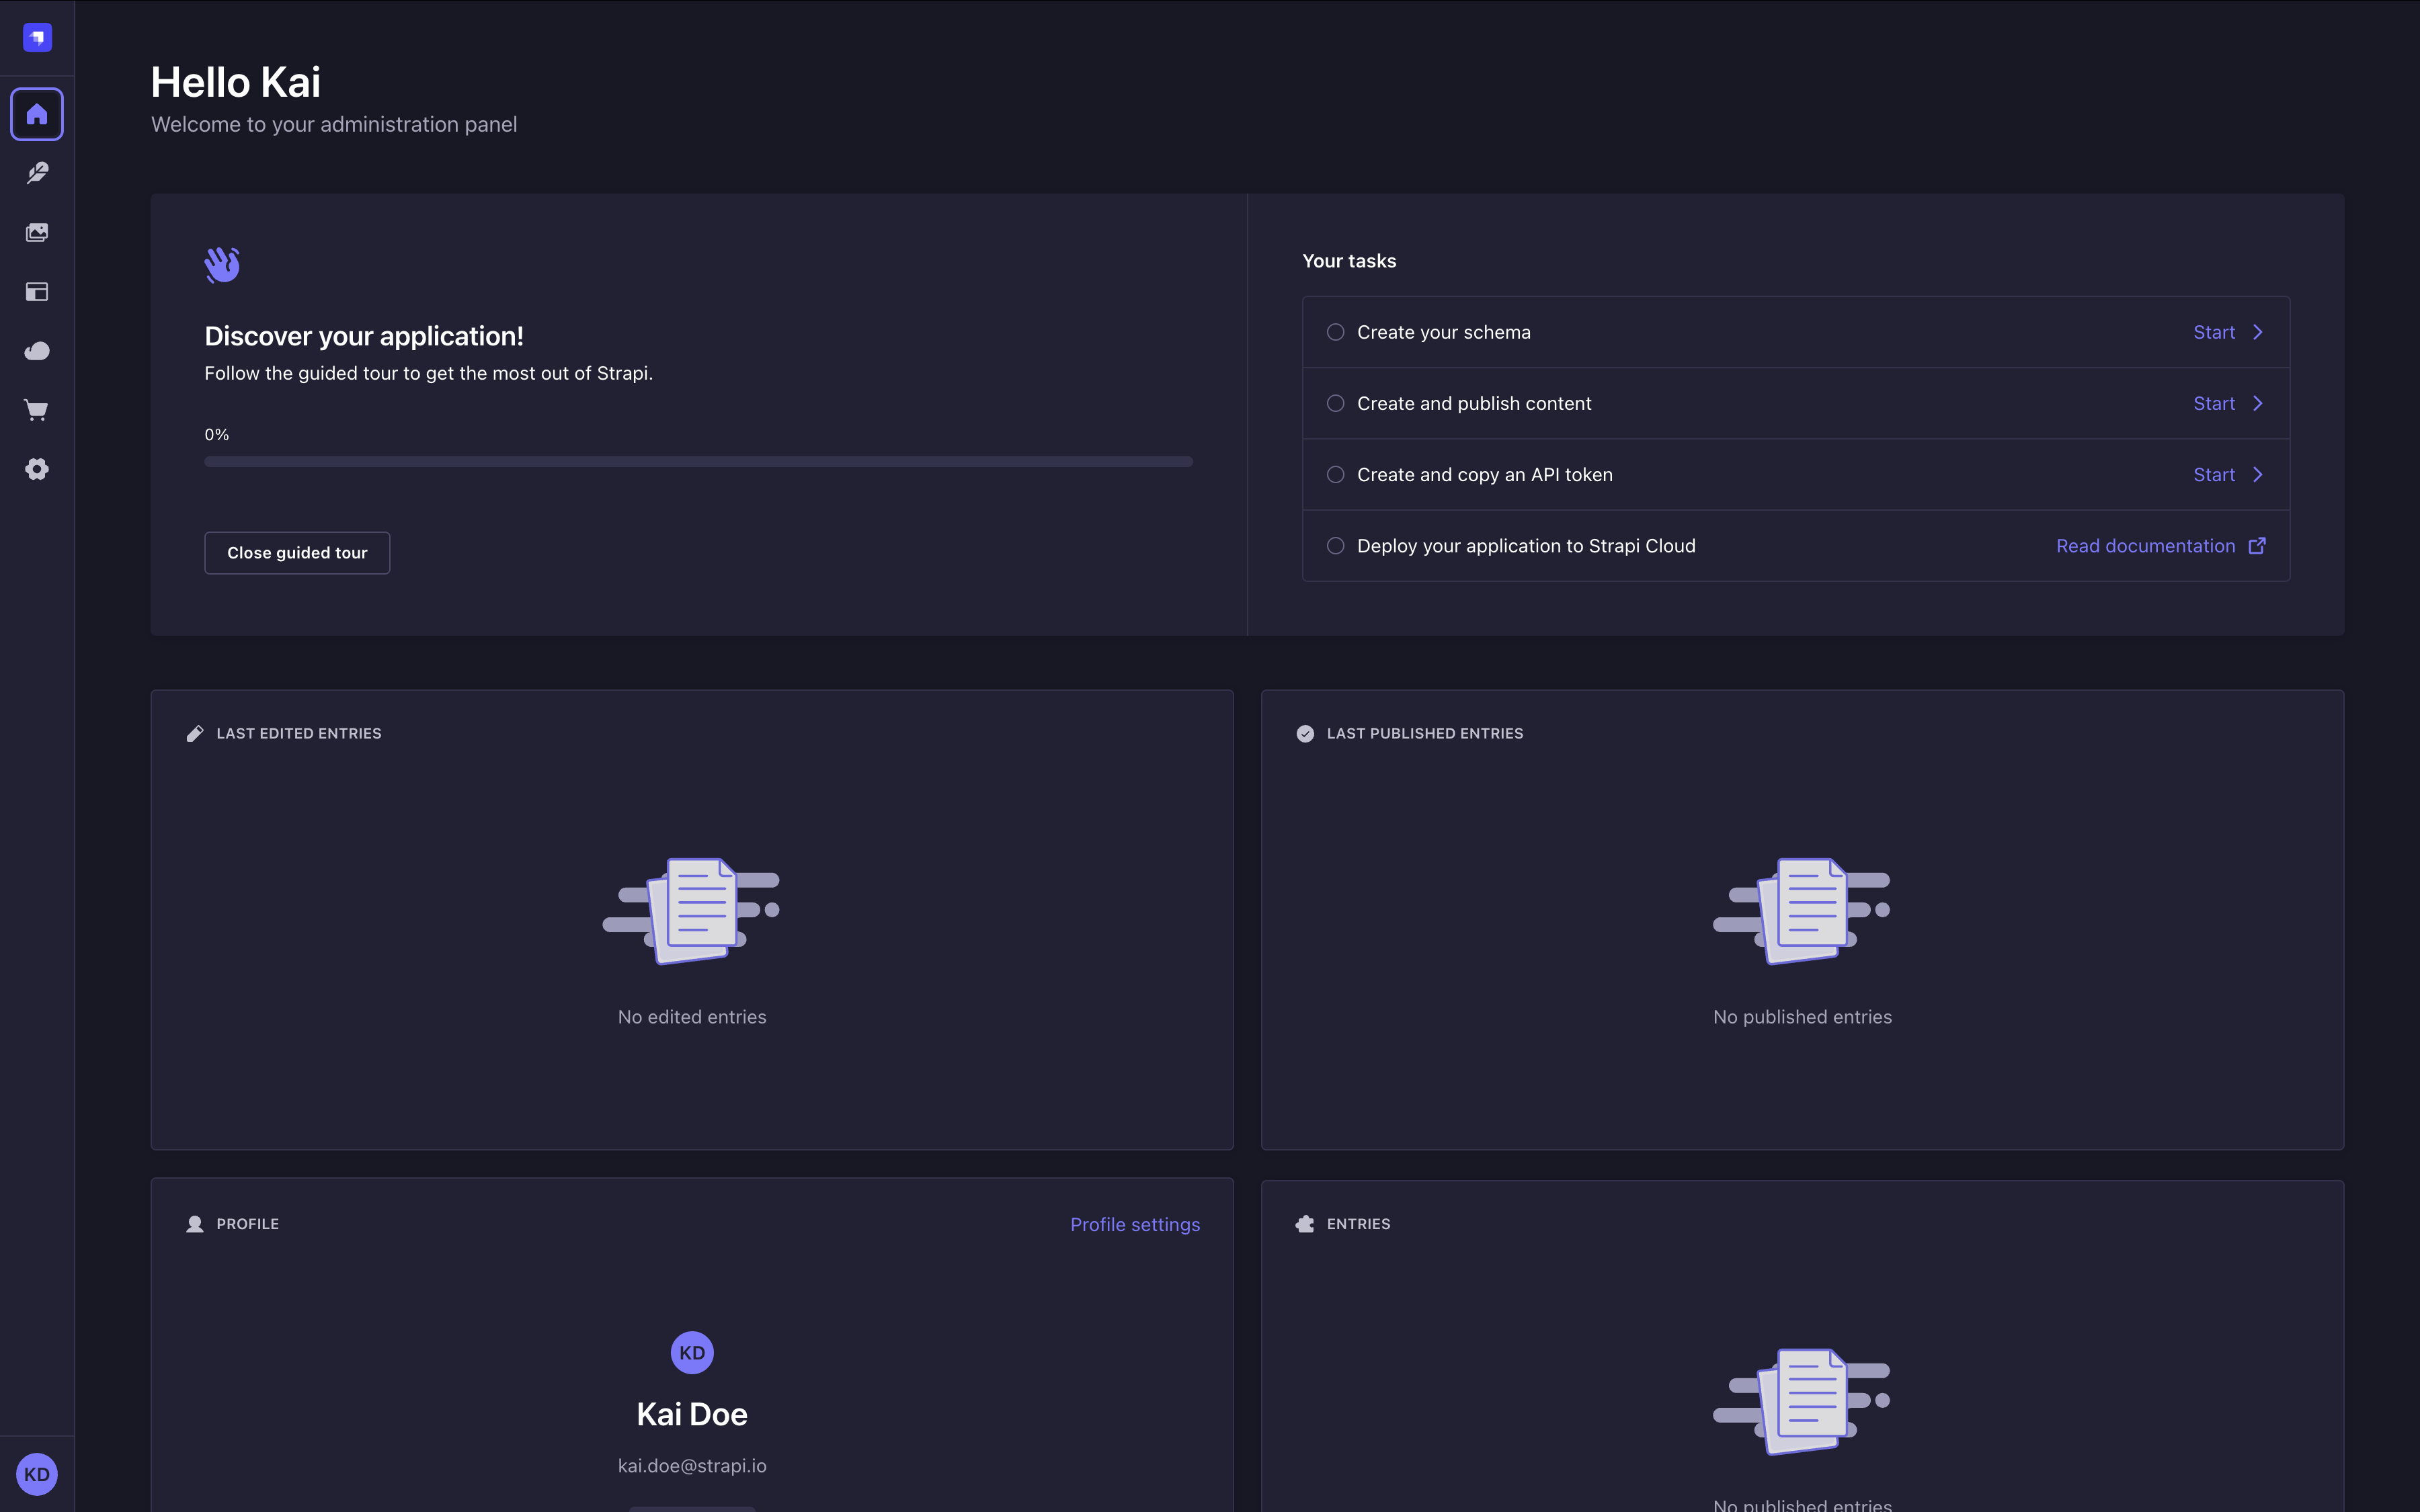 Hello Kai
Welcome to your administration panel
Discover your application!
Follow the guided tour to get the most out of Strapi.
0%
Close guided tour
Your tasks
Create your schema
Start
Create and publish content
Start
Create and copy an API token
Start
Deploy your application to Strapi Cloud
Read documentation
LAST EDITED ENTRIES
No edited entries
LAST PUBLISHED ENTRIES
No published entries
PROFILE
Profile settings
KD
Kai Doe
kai.doe@strapi.io
ENTRIES
No published entries
KD